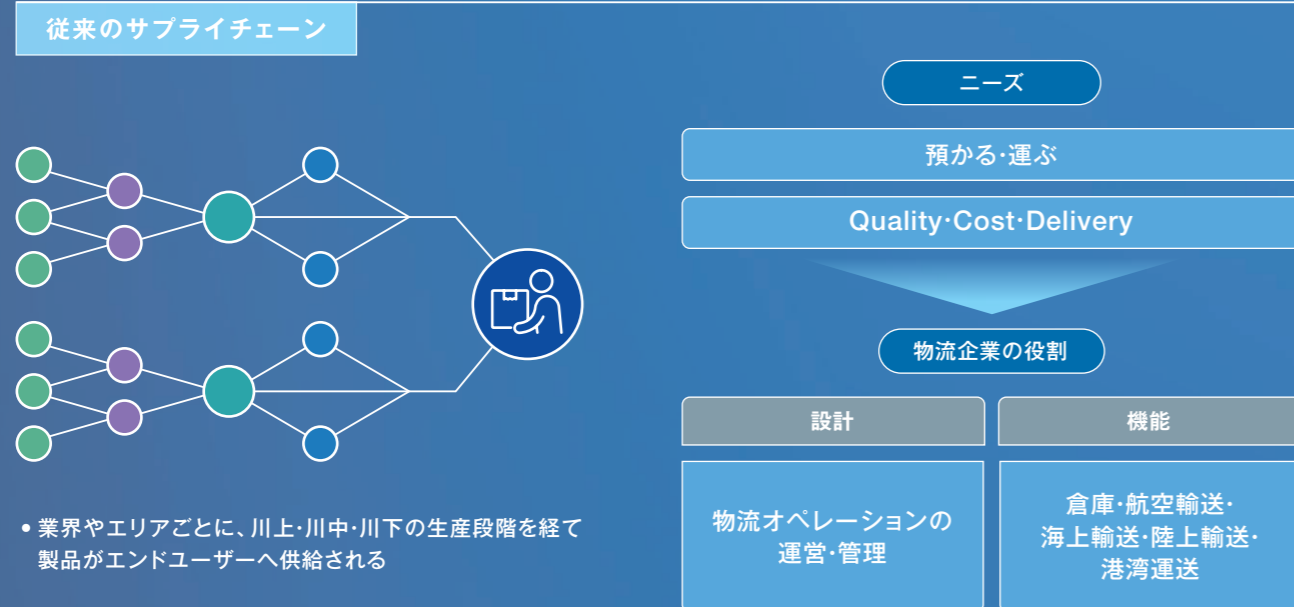 従来のサプライチェーン
• 業界やエリアごとに、川上・川中・川下の生産段階を経て
製品がエンドユーザーへ供給される
ニーズ
預かる・運ぶ
Quality・Cost・Delivery
物流企業の役割
設計
機能
物流オペレーションの
運営・管理
倉庫・航空輸送・
海上輸送・陸上輸送・
港湾運送